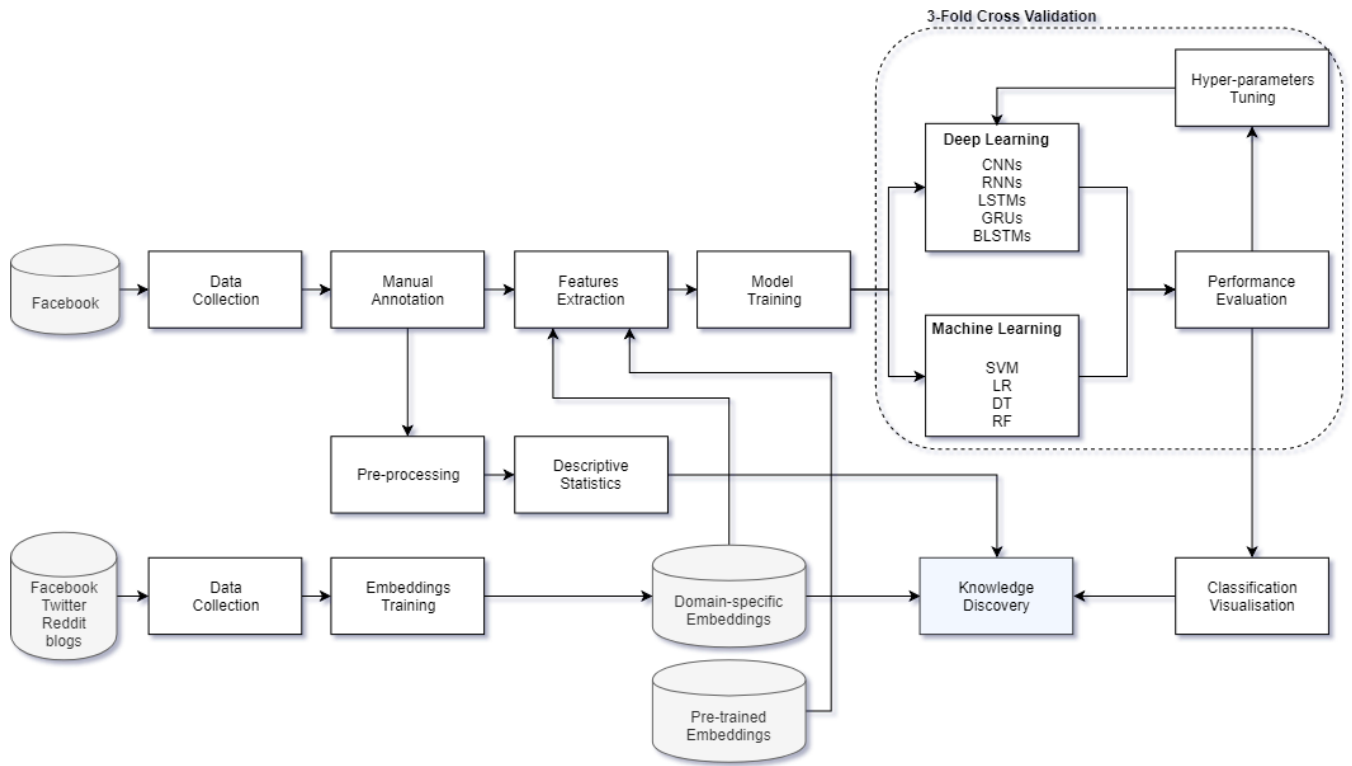 3-Fold Cross Validation
Hyper-parameters
Tuning
Deep Learning
CNNs
RNNs
LSTMs
GRUs
BLSTMs
Facebook
Data
Collection
Manual
Annotation
Features
Extraction
Model
Training
Performance
Evaluation
Machine Learning
SVM
LR
DT
RF
Pre-processing
Descriptive
Statistics
Facebook
Twitter
Reddit
blogs
Data
Collection
Embeddings
Training
Domain-specific
Embeddings
Knowledge
Discovery
Classification
Visualisation
Pre-trained
Embeddings